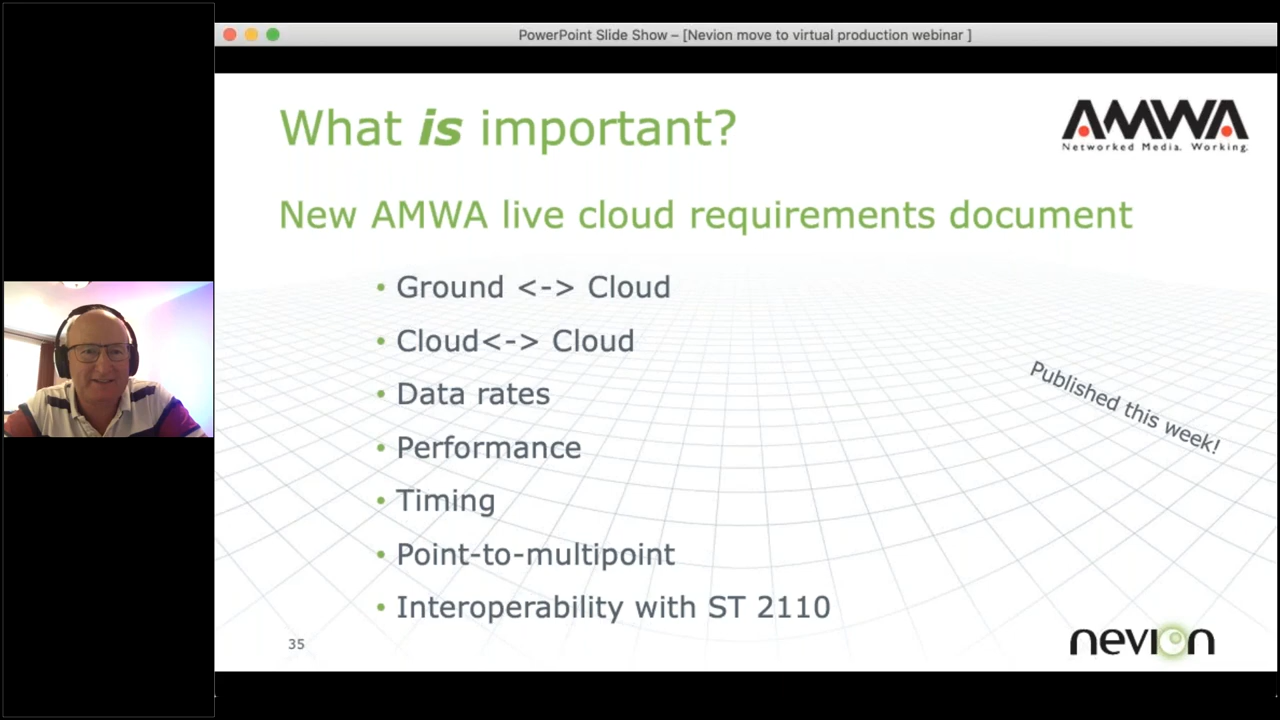 PowerPoint Slide Show – [Nevion move to virtual production webinar ]
What is important?
AMWA
Networked Media. Working.
New AMWA live cloud requirements document
• Ground <-> Cloud
• Cloud<-> Cloud
• Data rates
Published this week!
• Performance
• Timing
• Point-to-multipoint
• Interoperability with ST 2110
35
nevion